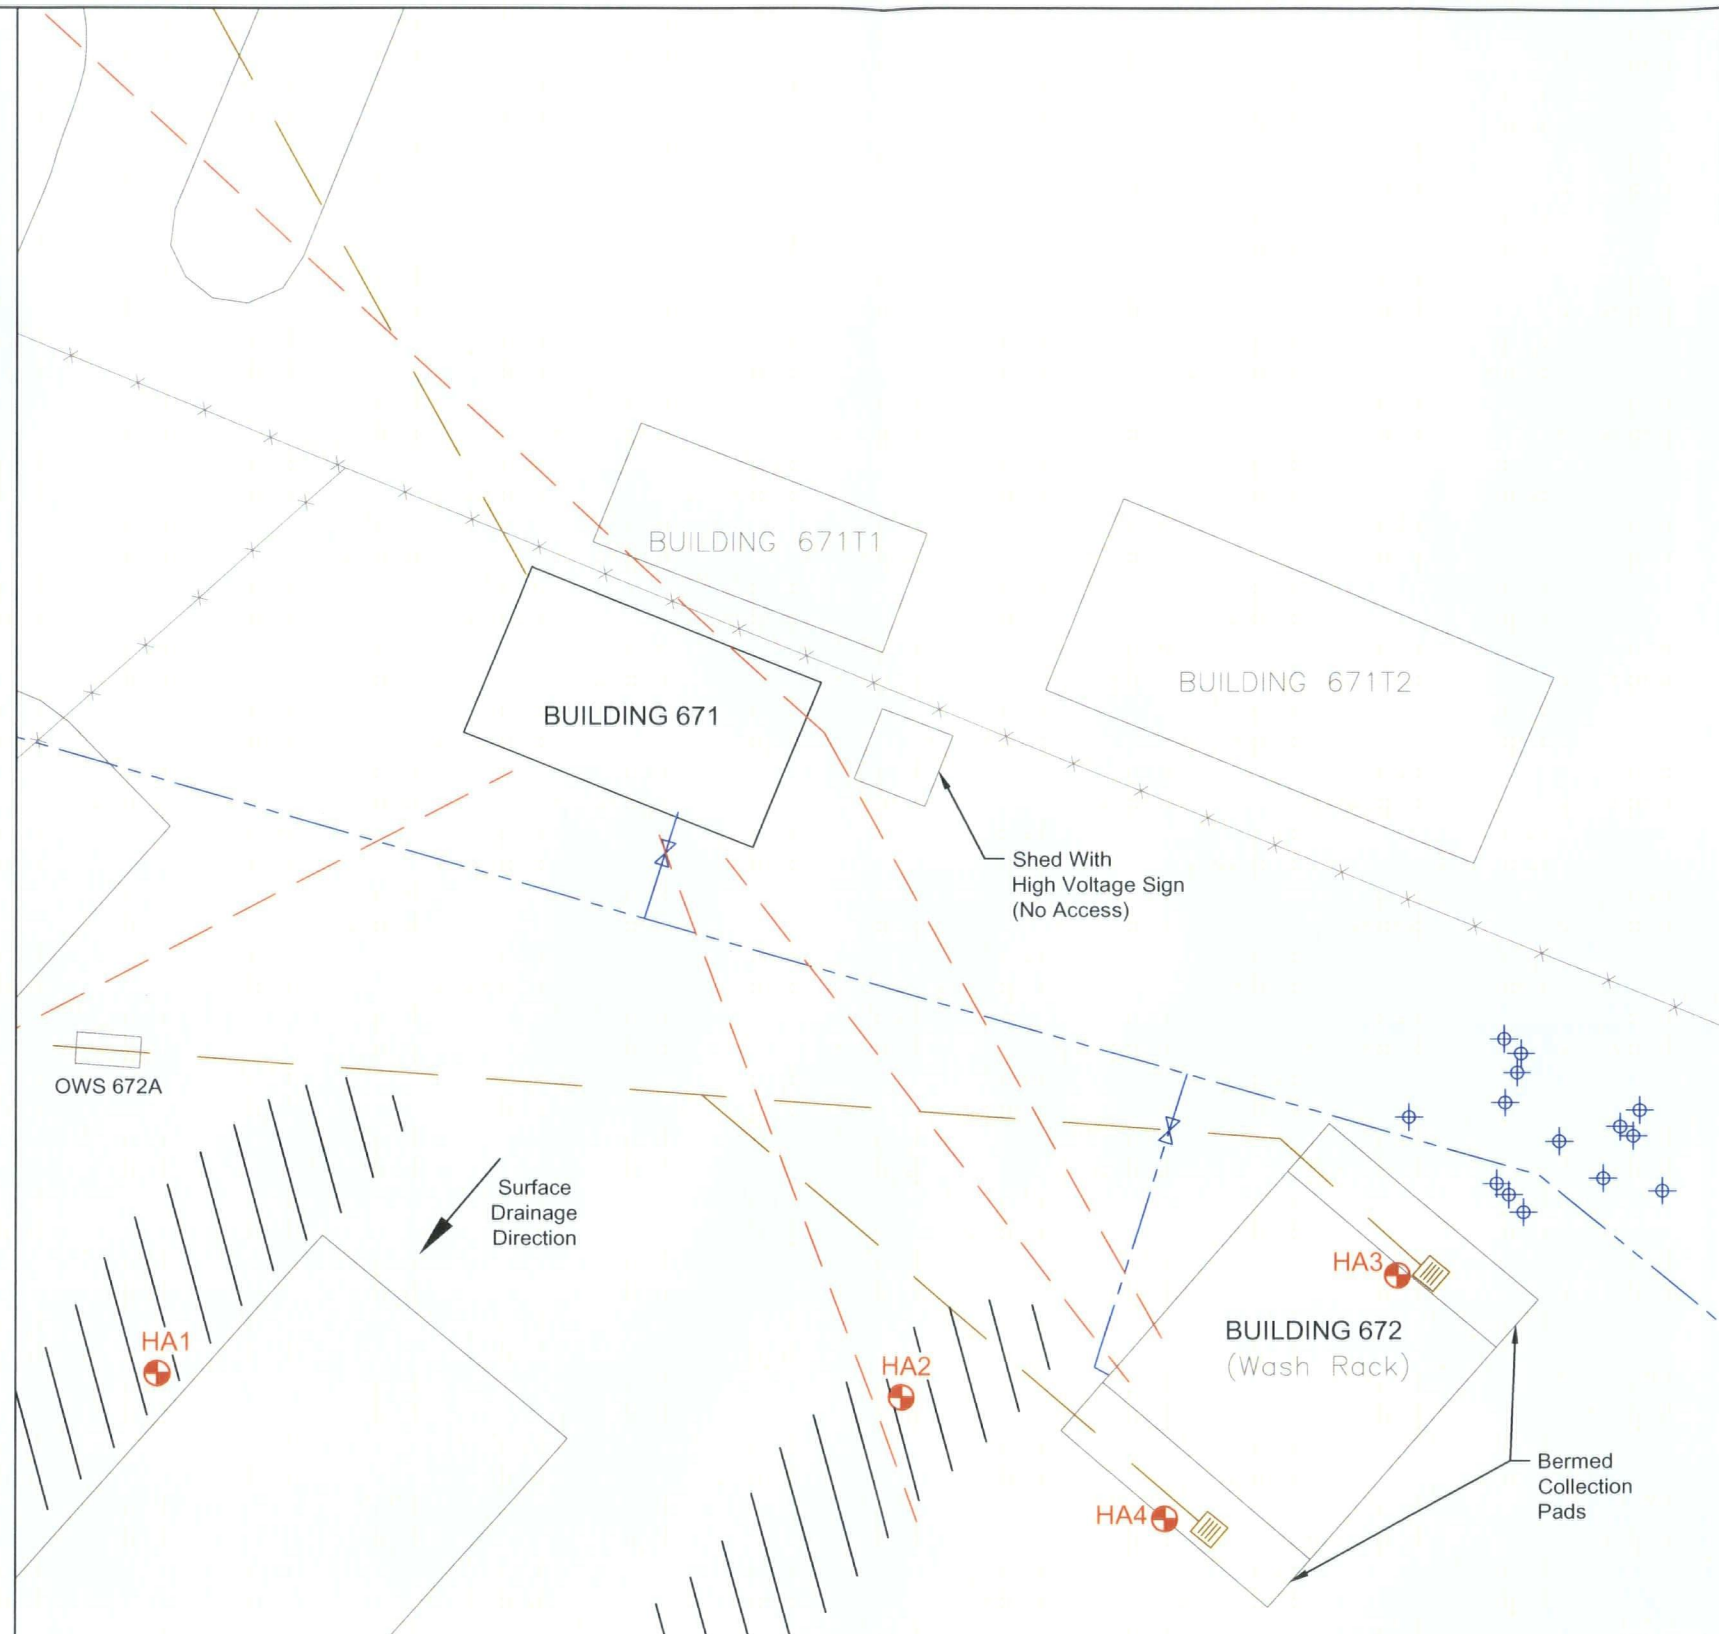 BUILDING 671T1
BUILDING 671T2
BUILDING 671
Shed With
High Voltage Sign
(No Access)
OWS 672A
Surface
Drainage
Direction
HA3
BUILDING 672
(Wash Rack)
HA1
HA2
Bermed
Collection
Pads
HA4